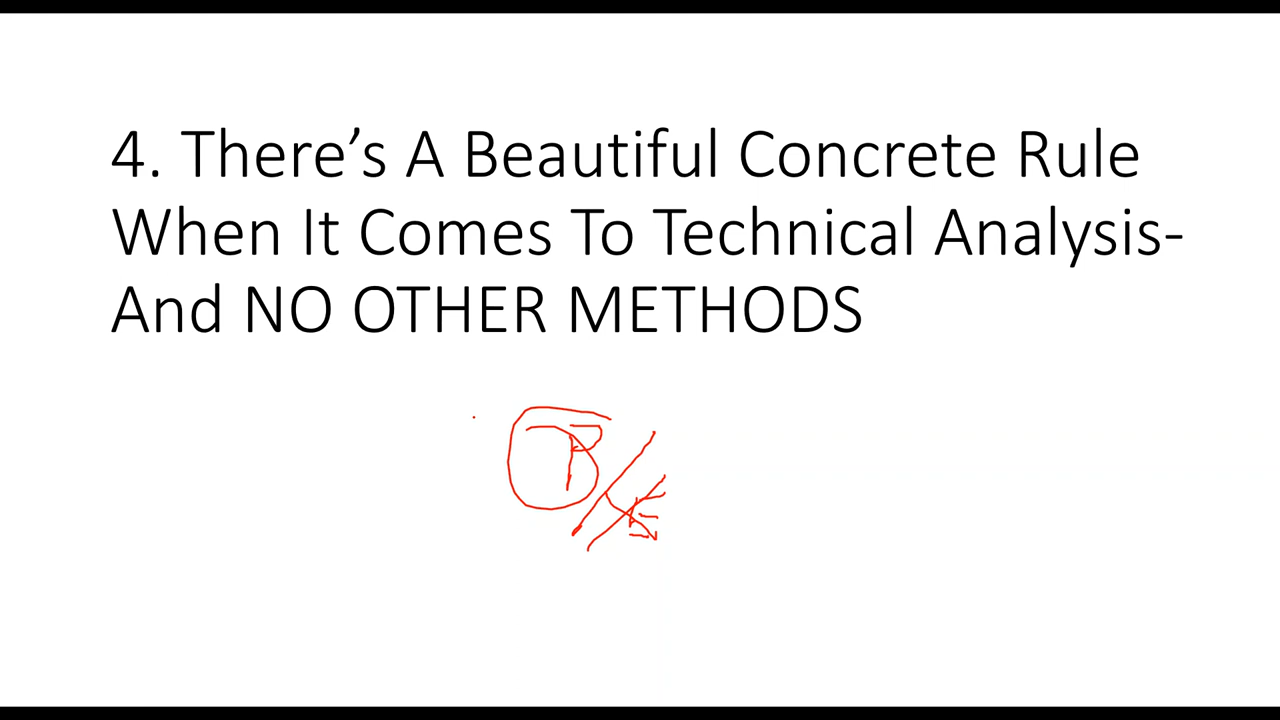 4. There’s A Beautiful Concrete Rule
When It Comes To Technical Analysis-
And NO OTHER METHODS